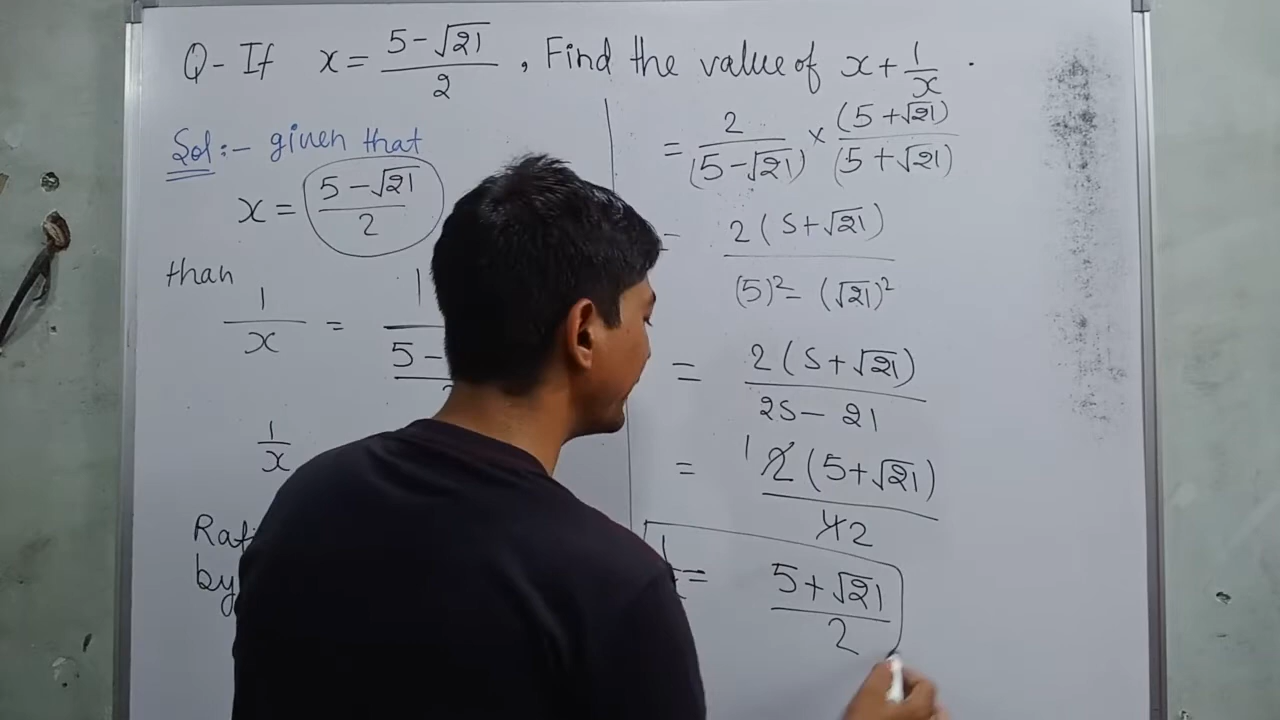 Q- If x = (5-√21)/2 , Find the value of x + 1/x .
Sol :- given that
x = (5-√21)/2
than
1/x = 1/(5-
1/x
by
= 2/(5-√21) × (5+√21)/(5+√21)
= 2(5+√21)/((5)²-(√21)²)
= 2(5+√21)/(25-21)
= 1 2(5+√21)/4 2
= (5+√21)/2